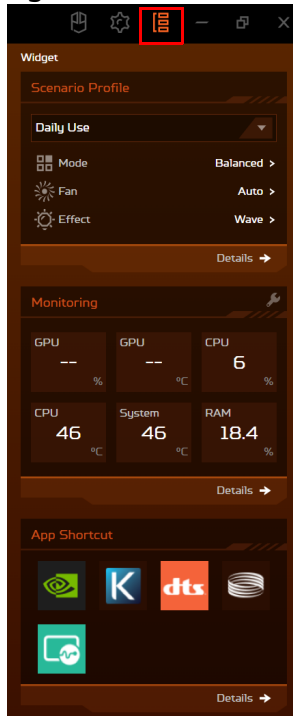 Widget
Scenario Profile
Daily Use
Mode Balanced >
Fan Auto >
Effect Wave >
Details →
Monitoring
GPU GPU CPU
-- -- 6
% °C %
CPU System RAM
46 46 18.4
°C °C %
Details →
App Shortcut
K dts
Details →